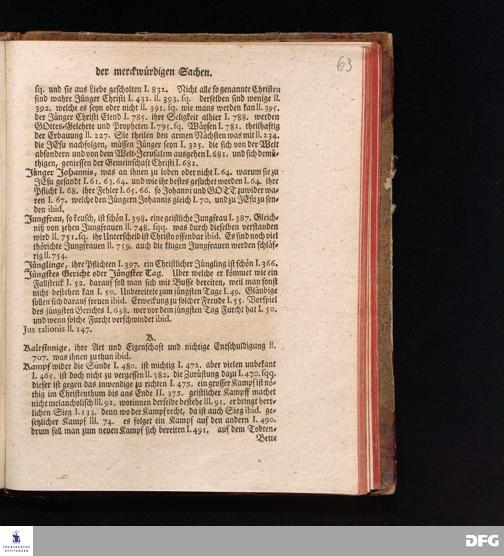 63
der merckwürdigen Sachen.
sq. und sie aus Liebe gescholten I. 832. Nicht alle so genannte Christen
sind wahre Jünger Christi I. 432. II. 393. sq. derselben sind wenige II.
392. welche es seyn oder nicht II. 391. sq. wie mans werden kan II. 395.
der Jünger Christi Elend I. 785. ihre Seligkeit alhier I. 788. werden
GOttes-Gelehrte und Propheten I. 795. sq. Wäysen I. 781. theilhaftig
der Erbauung II. 227. Sie theilen den armen Nächsten was mit II. 234.
die JEsu nachfolgen, müssen Jünger seyn I. 325. die sich von der Welt
absondern und von dem Welt-Jerusalem ausgehen I. 681. und sich demü-
thigen, geniessen der Gemeinschaft Christi I. 682.
Jünger Johannis, was an ihnen zu loben oder nicht I. 64. warum sie zu
JEsu gesandt I. 61. 63. 64. und wie ihr bestes gesuchet worden I. 64. ihre
Pflicht I. 68. ihre Fehler I. 65. 66. so Johanni und GOTT zuwider wa-
ren I. 67. welche den Jüngern Johannis gleich I. 70. und zu JEsu zu sen-
den ibid.
Jungfrau, so keusch, ist schön I. 398. eine geistliche Jungfrau I. 387. Gleich-
niß von zehen Jungfrauen II. 748. sqq. was durch dieselben verstanden
wird II. 751. sq. ihr Unterscheid ist Christo offenbar ibid. Es sind noch viel
thörichte Jungfrauen II. 759. auch die klugen Jungfrauen werden schläf-
rig II. 754.
Jünglinge, ihre Pflichten I. 397. ein Christlicher Jüngling ist schön I. 366.
Jüngstes Gericht oder Jüngster Tag. Uber welche er kömmet wie ein
Fallstrick I. 52. darauf soll man sich mit Busse bereiten, weil man sonst
nicht bestehen kan I. 50. Unbereitete zum jüngsten Tage I. 49. Gläubige
sollen sich darauf freuen ibid. Erweckung zu solcher Freude I. 55. Vorspiel
des jüngsten Gerichts I. 638. wer vor dem jüngsten Tag Furcht hat I. 50.
und wenn solche Furcht verschwindet ibid.
Jus talionis II. 147.
K.
Kaltsinnige, ihre Art und Eigenschaft und nichtige Entschuldigung II.
707. was ihnen zu thun ibid.
Kampf wider die Sünde I. 480. ist wichtig I. 472. aber vielen unbekant
I. 465. ist doch nicht zu vergessen II. 382. die Zurüstung dazu I. 470. sqq.
dieser ist gegen das inwendige zu richten I. 475. ein grosser Kampf ist nö-
thig im Christenthum bis ans Ende II. 375. geistlicher Kampff machet
nicht melancholisch III. 91. worinnen derselbe bestehe III. 91. er bringet herr-
lichen Sieg I. 133. denn wo der Kampf recht, da ist auch Sieg ibid. ge-
setzlicher Kampf III. 74. es folget ein Kampf auf den andern I. 490.
drum soll man zum neuen Kampf sich bereiten I. 491. auf dem Todten-
Bette
FRANCKESCHE
STIFTUNGEN
DFG